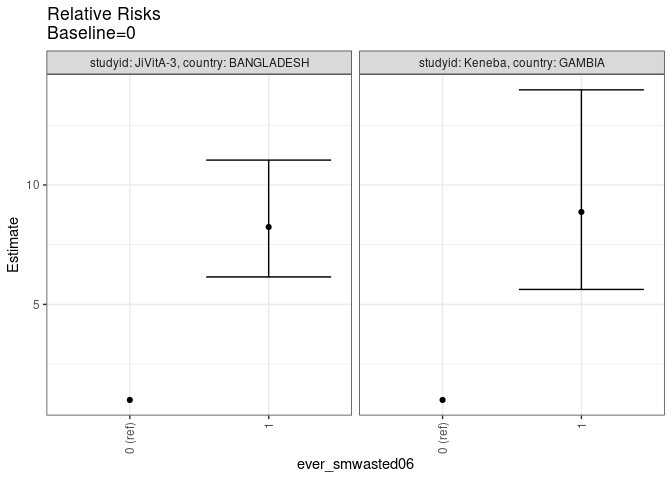 Relative Risks
Baseline=0
studyid: JiVitA-3, country: BANGLADESH
studyid: Keneba, country: GAMBIA
Estimate
10
5
0 (ref)
1
0 (ref)
1
ever_smwasted06